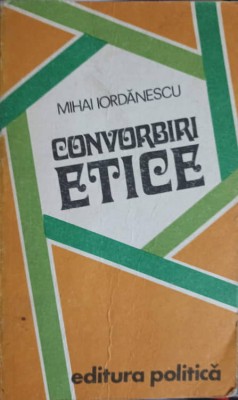 MIHAI IORDĂNESCU
CONVORBIRI
ETICE
editura politică